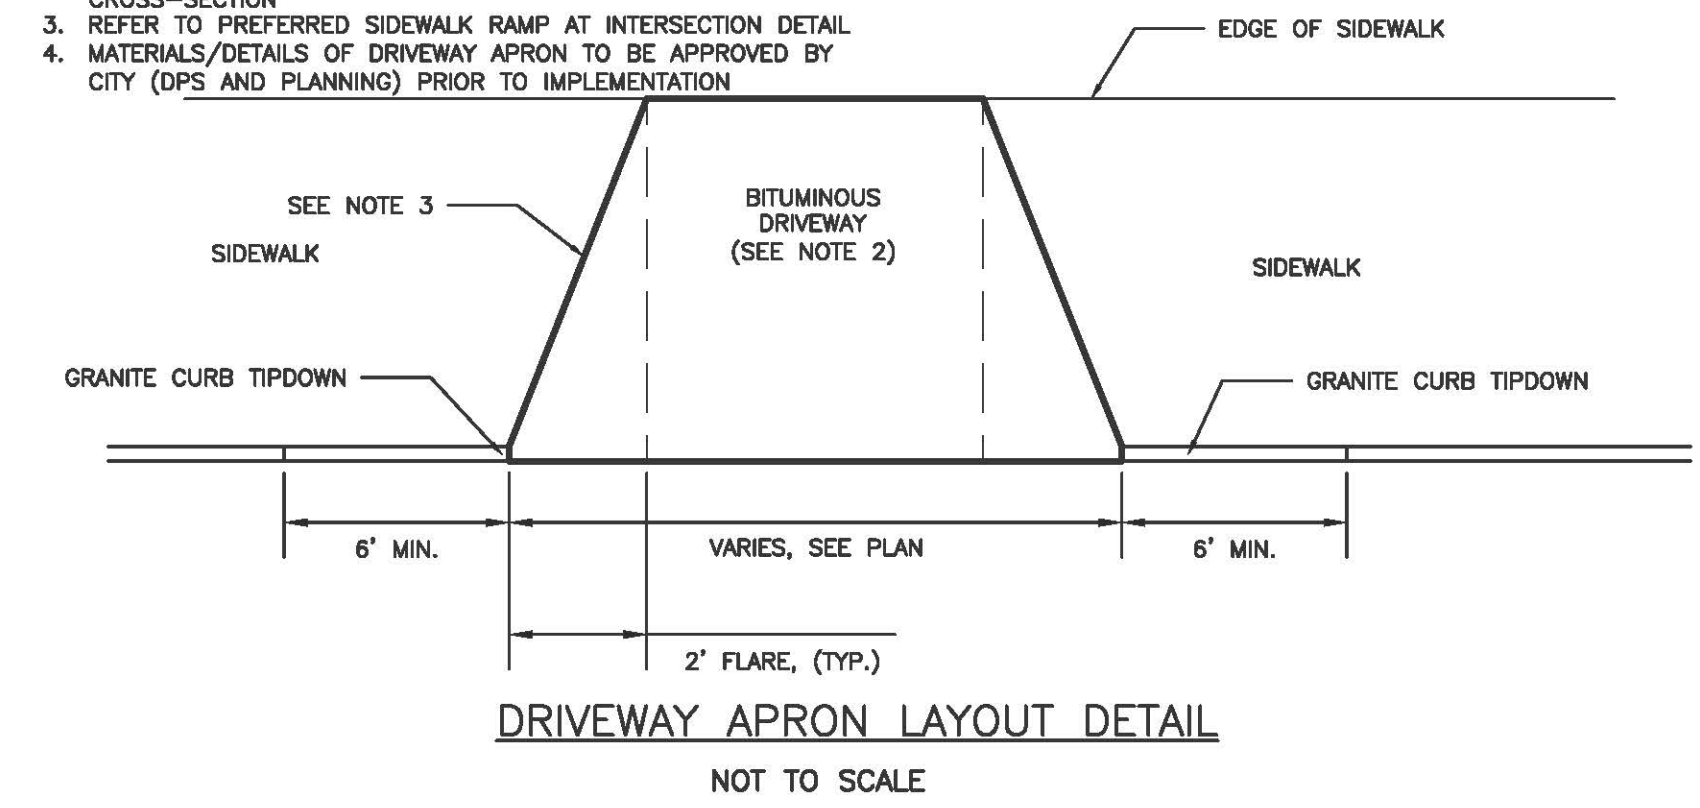 CROSS-SECTION
3. REFER TO PREFERRED SIDEWALK RAMP AT INTERSECTION DETAIL
4. MATERIALS/DETAILS OF DRIVEWAY APRON TO BE APPROVED BY
CITY (DPS AND PLANNING) PRIOR TO IMPLEMENTATION
EDGE OF SIDEWALK
SEE NOTE 3
SIDEWALK
BITUMINOUS
DRIVEWAY
(SEE NOTE 2)
SIDEWALK
GRANITE CURB TIPDOWN
GRANITE CURB TIPDOWN
6' MIN.
VARIES, SEE PLAN
6' MIN.
2' FLARE, (TYP.)
DRIVEWAY APRON LAYOUT DETAIL
NOT TO SCALE